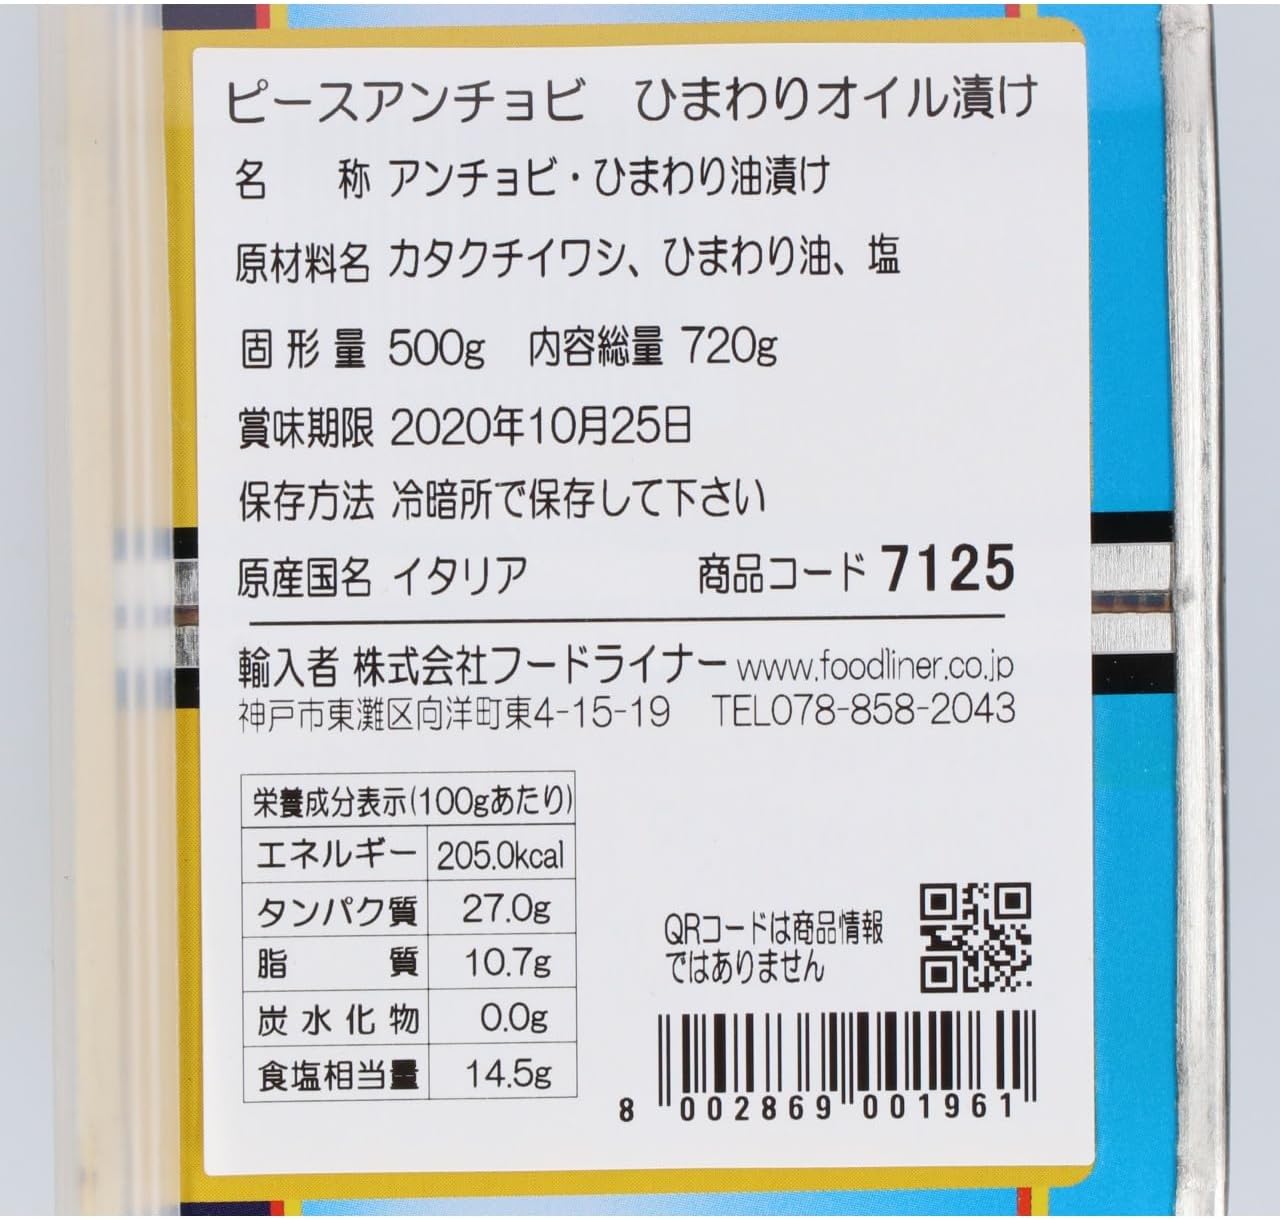 ピースアンチョビ　ひまわりオイル漬け
名　　称 アンチョビ・ひまわり油漬け
原材料名 カタクチイワシ、ひまわり油、塩
固 形 量 500g　内容総量 720g
賞味期限 2020年10月25日
保存方法 冷暗所で保存して下さい
原産国名 イタリア　商品コード 7125
輸入者 株式会社フードライナー www.foodliner.co.jp
神戸市東灘区向洋町東4-15-19　TEL078-858-2043
栄養成分表示(100gあたり)
エネルギー 205.0kcal
タンパク質 27.0g
脂　　質 10.7g
炭 水 化 物 0.0g
食塩相当量 14.5g
QRコードは商品情報
ではありません
8 002869 001961